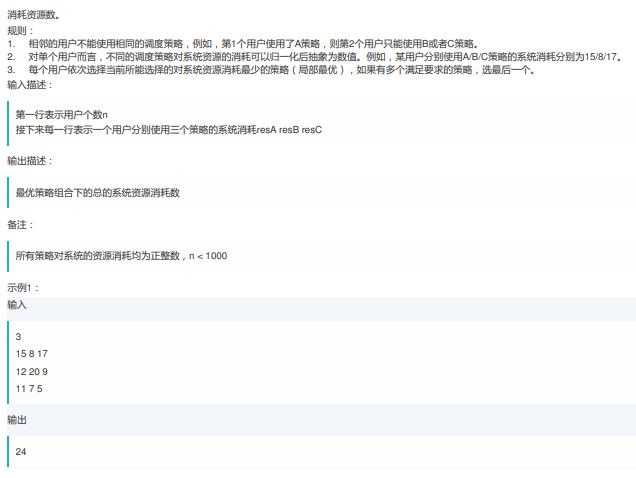 消耗资源数。
规则：
1. 相邻的用户不能使用相同的调度策略，例如，第1个用户使用了A策略，则第2个用户只能使用B或者C策略。
2. 对单个用户而言，不同的调度策略对系统资源的消耗可以归一化后抽象为数值。例如，某用户分别使用A/B/C策略的系统消耗分别为15/8/17。
3. 每个用户依次选择当前所能选择的对系统资源消耗最少的策略（局部最优），如果有多个满足要求的策略，选最后一个。
输入描述：
第一行表示用户个数n
接下来每一行表示一个用户分别使用三个策略的系统消耗resA resB resC
输出描述：
最优策略组合下的总的系统资源消耗数
备注：
所有策略对系统的资源消耗均为正整数，n < 1000
示例1：
输入
3
15 8 17
12 20 9
11 7 5
输出
24